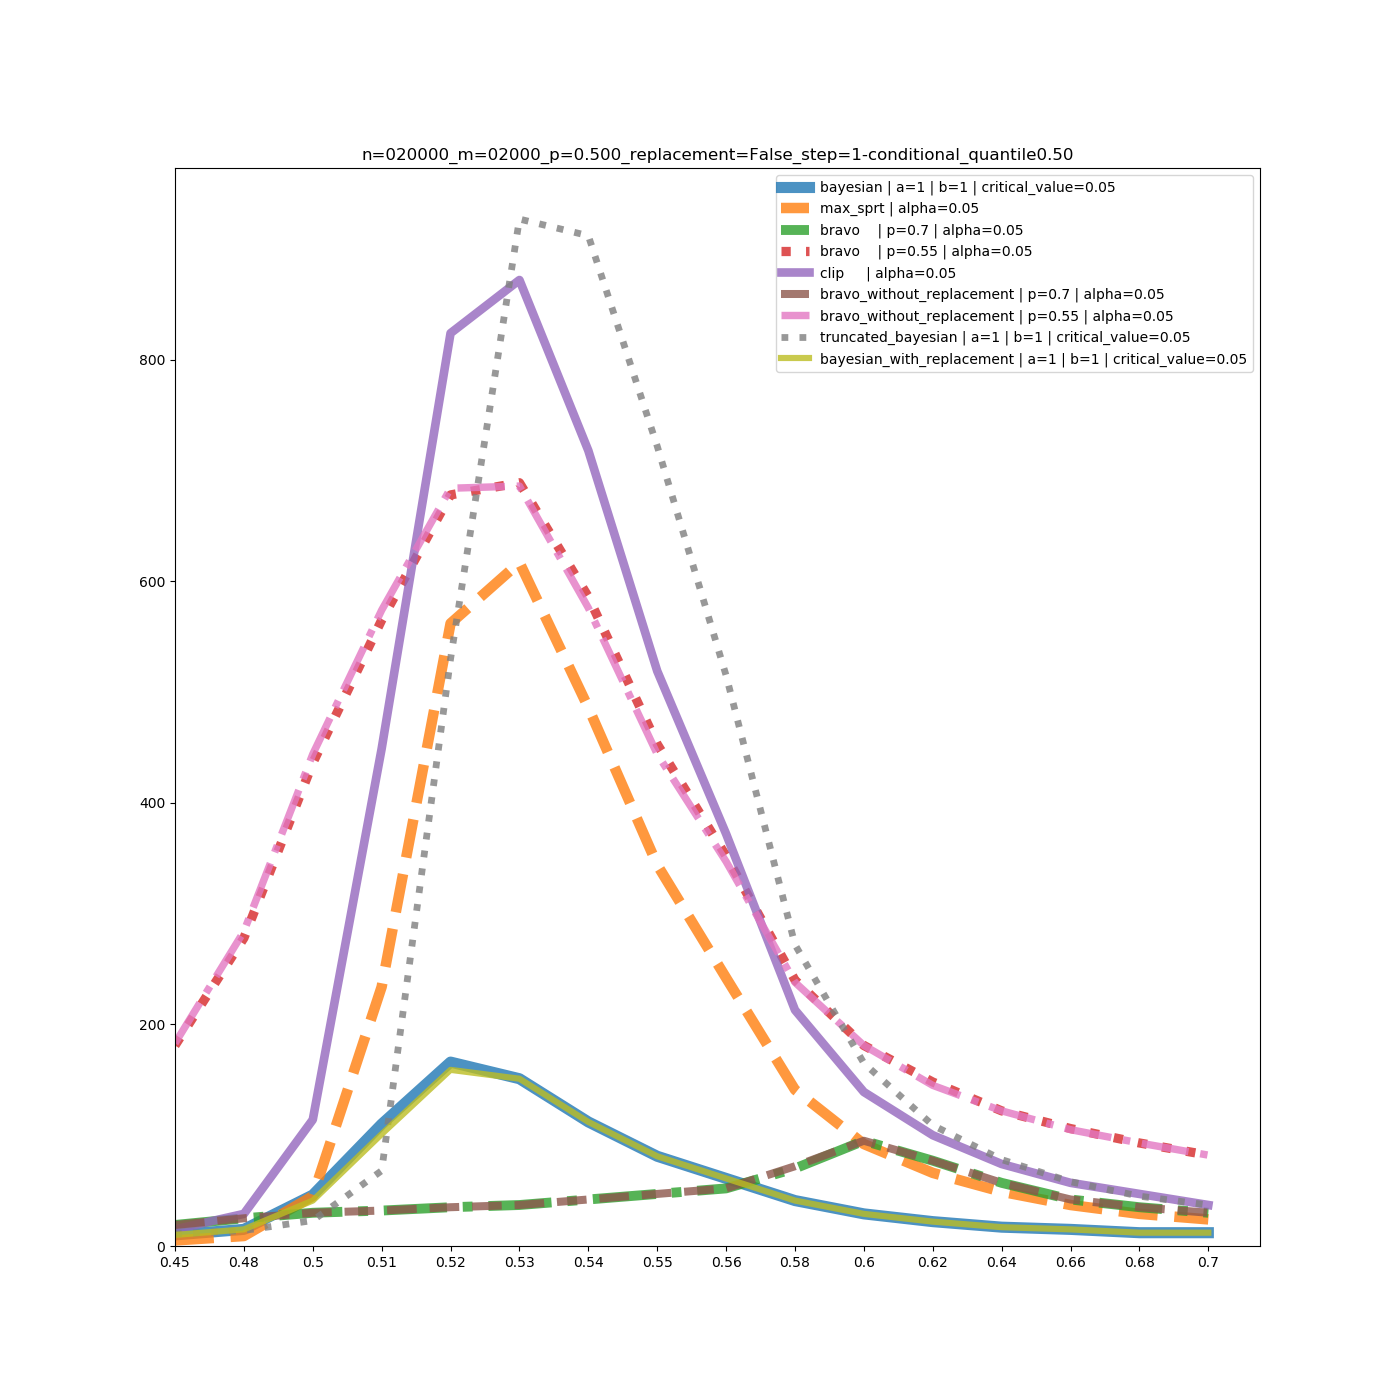 n=020000_m=02000_p=0.500_replacement=False_step=1-conditional_quantile0.50
bayesian | a=1 | b=1 | critical_value=0.05
max_sprt | alpha=0.05
bravo    | p=0.7 | alpha=0.05
bravo    | p=0.55 | alpha=0.05
clip     | alpha=0.05
bravo_without_replacement | p=0.7 | alpha=0.05
bravo_without_replacement | p=0.55 | alpha=0.05
truncated_bayesian | a=1 | b=1 | critical_value=0.05
bayesian_with_replacement | a=1 | b=1 | critical_value=0.05
800
600
400
200
0
0.45 0.48 0.5 0.51 0.52 0.53 0.54 0.55 0.56 0.58 0.6 0.62 0.64 0.66 0.68 0.7